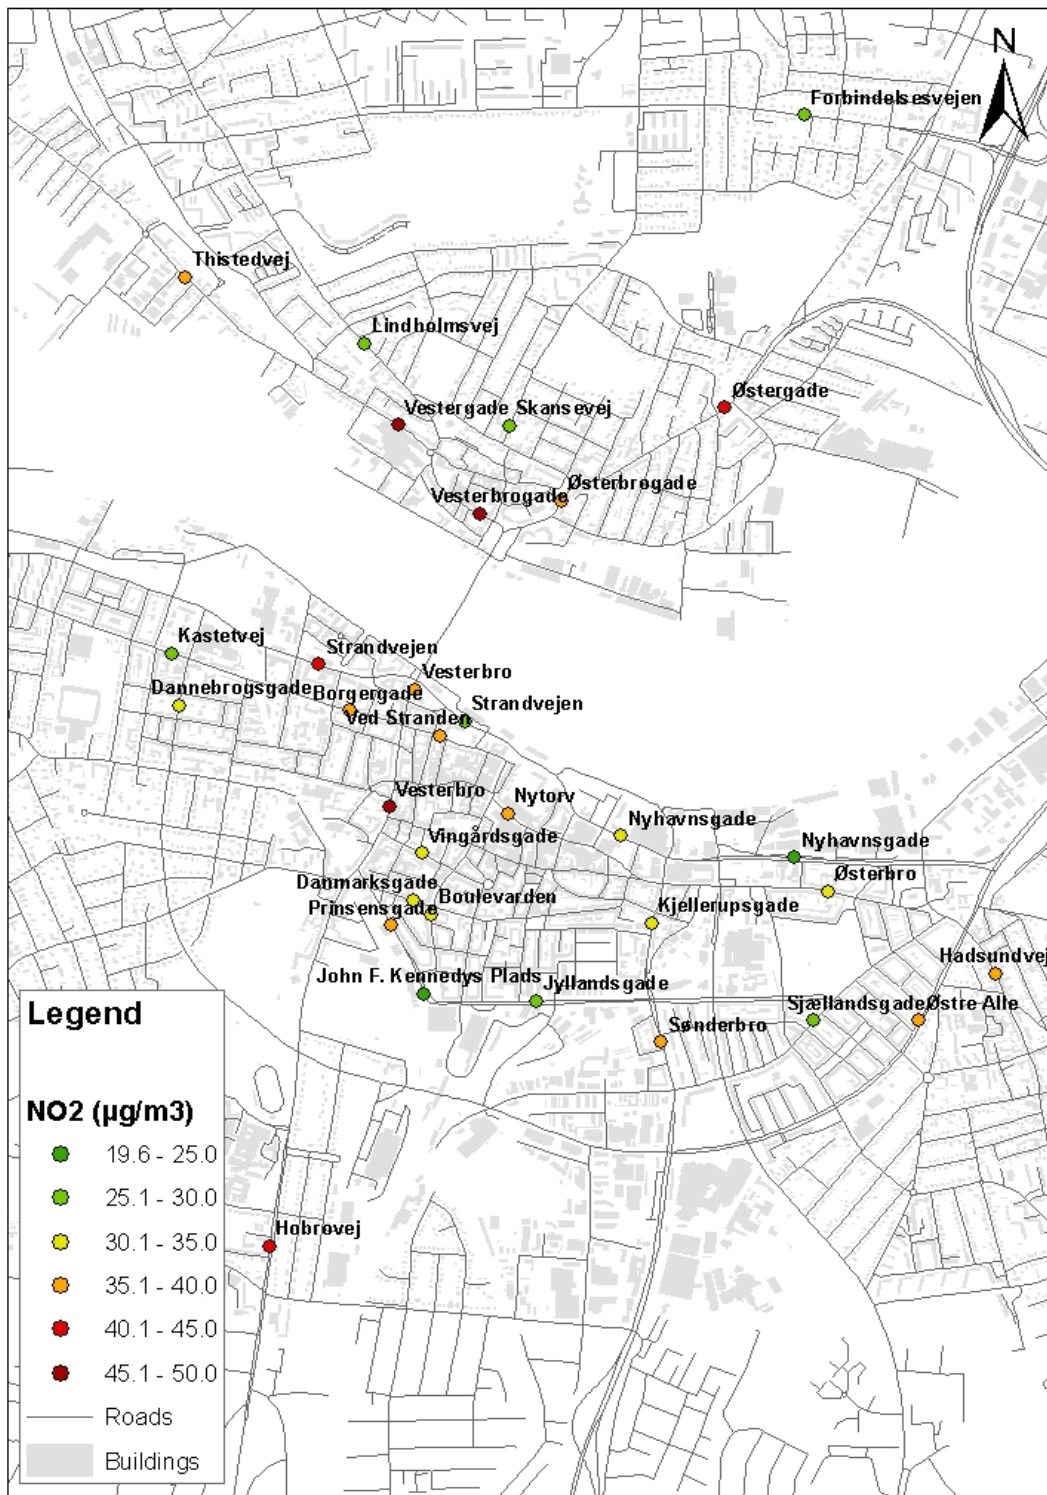 N
Forbindelsesvejen
Thistedvej
Lindholmsvej
Østergade
Vestergade
Skansevej
Østerbrogade
Vesterbrogade
Kastetvej
Strandvejen
Vesterbro
Dannebrogsgade
Borgergade
Strandvejen
Ved Stranden
Vesterbro
Nytorv
Nyhavnsgade
Vingårdsgade
Nyhavnsgade
Østerbro
Danmarksgade
Boulevarden
Prinsensgade
Kjellerupsgade
Hadsundvej
John F. Kennedys Plads
Jyllandsgade
Sjællandsgade
Østre Alle
Sønderbro
Hobrovej
Legend
NO2 (µg/m3)
19.6 - 25.0
25.1 - 30.0
30.1 - 35.0
35.1 - 40.0
40.1 - 45.0
45.1 - 50.0
Roads
Buildings